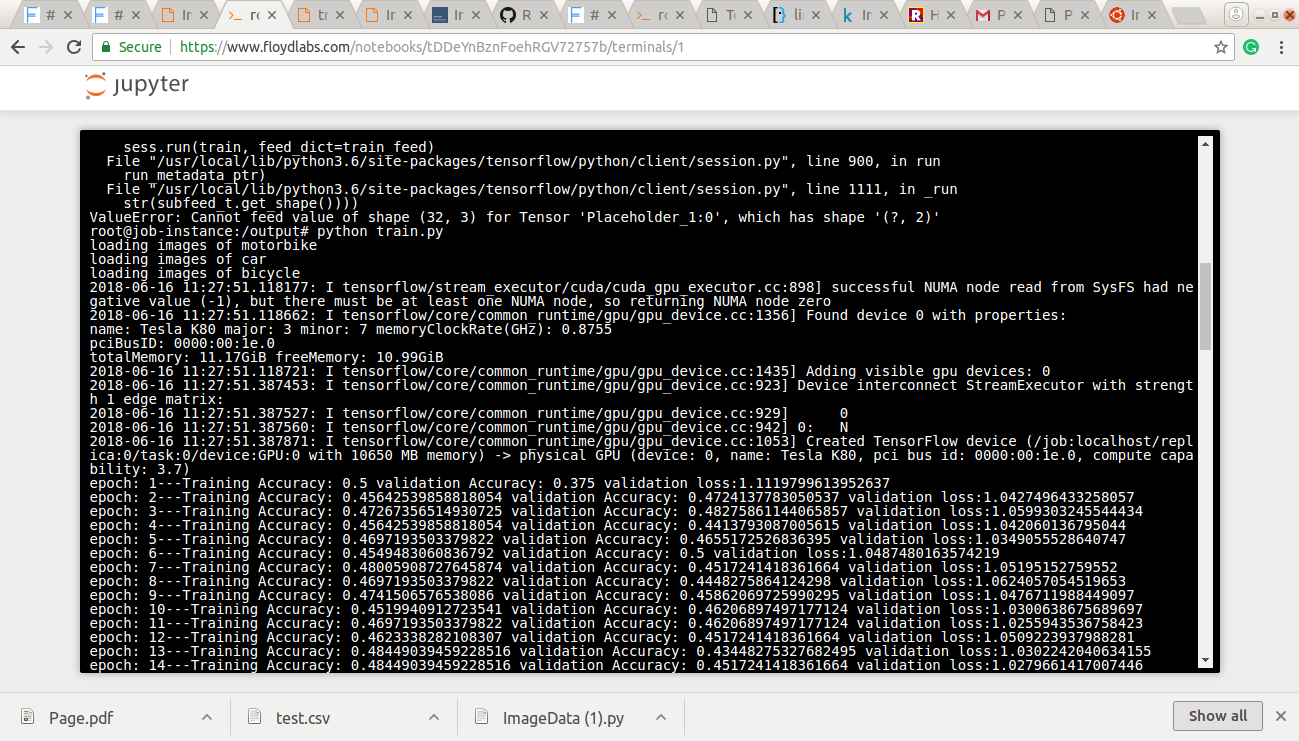 #
#
In
ro
tr
In
In
R
#
ro
To
li
In
H
P
P
In
Secure
https://www.floydlabs.com/notebooks/tDDeYnBznFoehRGV72757b/terminals/1
jupyter
sess.run(train, feed_dict=train_feed)
File "/usr/local/lib/python3.6/site-packages/tensorflow/python/client/session.py", line 900, in run
run_metadata_ptr)
File "/usr/local/lib/python3.6/site-packages/tensorflow/python/client/session.py", line 1111, in _run
str(subfeed_t.get_shape())))
ValueError: Cannot feed value of shape (32, 3) for Tensor 'Placeholder_1:0', which has shape '(?, 2)'
root@job-instance:/output# python train.py
loading images of motorbike
loading images of car
loading images of bicycle
2018-06-16 11:27:51.118177: I tensorflow/stream_executor/cuda/cuda_gpu_executor.cc:898] successful NUMA node read from SysFS had ne
gative value (-1), but there must be at least one NUMA node, so returning NUMA node zero
2018-06-16 11:27:51.118662: I tensorflow/core/common_runtime/gpu/gpu_device.cc:1356] Found device 0 with properties:
name: Tesla K80 major: 3 minor: 7 memoryClockRate(GHz): 0.8755
pciBusID: 0000:00:1e.0
totalMemory: 11.17GiB freeMemory: 10.99GiB
2018-06-16 11:27:51.118721: I tensorflow/core/common_runtime/gpu/gpu_device.cc:1435] Adding visible gpu devices: 0
2018-06-16 11:27:51.387453: I tensorflow/core/common_runtime/gpu/gpu_device.cc:923] Device interconnect StreamExecutor with strengt
h 1 edge matrix:
2018-06-16 11:27:51.387527: I tensorflow/core/common_runtime/gpu/gpu_device.cc:929]      0
2018-06-16 11:27:51.387560: I tensorflow/core/common_runtime/gpu/gpu_device.cc:942] 0:   N
2018-06-16 11:27:51.387871: I tensorflow/core/common_runtime/gpu/gpu_device.cc:1053] Created TensorFlow device (/job:localhost/repl
ica:0/task:0/device:GPU:0 with 10650 MB memory) -> physical GPU (device: 0, name: Tesla K80, pci bus id: 0000:00:1e.0, compute capa
bility: 3.7)
epoch: 1---Training Accuracy: 0.5 validation Accuracy: 0.375 validation loss:1.1119799613952637
epoch: 2---Training Accuracy: 0.45642539858818054 validation Accuracy: 0.4724137783050537 validation loss:1.0427496433258057
epoch: 3---Training Accuracy: 0.47267356514930725 validation Accuracy: 0.48275861144065857 validation loss:1.0599303245544434
epoch: 4---Training Accuracy: 0.45642539858818054 validation Accuracy: 0.4413793087005615 validation loss:1.042060136795044
epoch: 5---Training Accuracy: 0.4697193503379822 validation Accuracy: 0.4655172526836395 validation loss:1.0349055528640747
epoch: 6---Training Accuracy: 0.4549483060836792 validation Accuracy: 0.5 validation loss:1.0487480163574219
epoch: 7---Training Accuracy: 0.48005908727645874 validation Accuracy: 0.4517241418361664 validation loss:1.05195152759552
epoch: 8---Training Accuracy: 0.4697193503379822 validation Accuracy: 0.4448275864124298 validation loss:1.0624057054519653
epoch: 9---Training Accuracy: 0.47415065765380​86 validation Accuracy: 0.45862069725990295 validation loss:1.0476711988449097
epoch: 10---Training Accuracy: 0.4519940912723541 validation Accuracy: 0.46206897497177124 validation loss:1.0300638675689697
epoch: 11---Training Accuracy: 0.4697193503379822 validation Accuracy: 0.46206897497177124 validation loss:1.0255943536758423
epoch: 12---Training Accuracy: 0.4623338282108307 validation Accuracy: 0.4517241418361664 validation loss:1.0509223937988281
epoch: 13---Training Accuracy: 0.48449039459228516 validation Accuracy: 0.43448275327682495 validation loss:1.0302242040634155
epoch: 14---Training Accuracy: 0.48449039459228516 validation Accuracy: 0.4517241418361664 validation loss:1.0279661417007446
Page.pdf
test.csv
ImageData (1).py
Show all